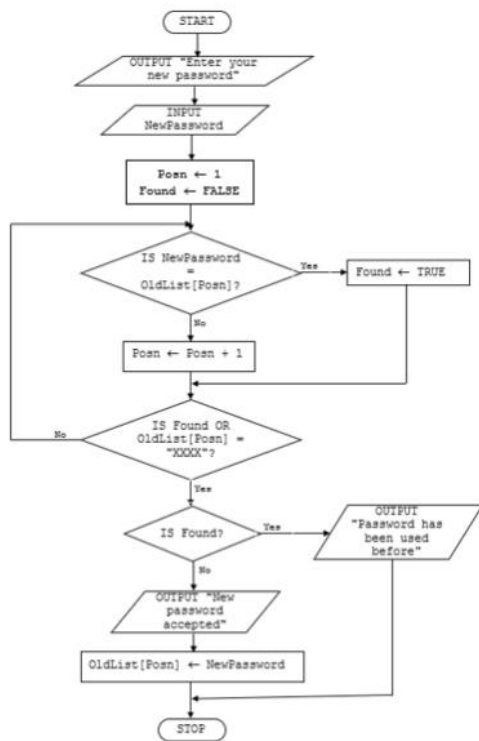 START
OUTPUT "Enter your
new password"
INPUT
NewPassword
Posn ← 1
Found ← FALSE
IS NewPassword
=
OldList[Posn]?
Yes
Found ← TRUE
No
Posn ← Posn + 1
IS Found OR
OldList[Posn] =
"XXXX"?
No
Yes
IS Found?
Yes
OUTPUT
"Password has
been used
before"
No
OUTPUT "New
password
accepted"
OldList[Posn] ← NewPassword
STOP